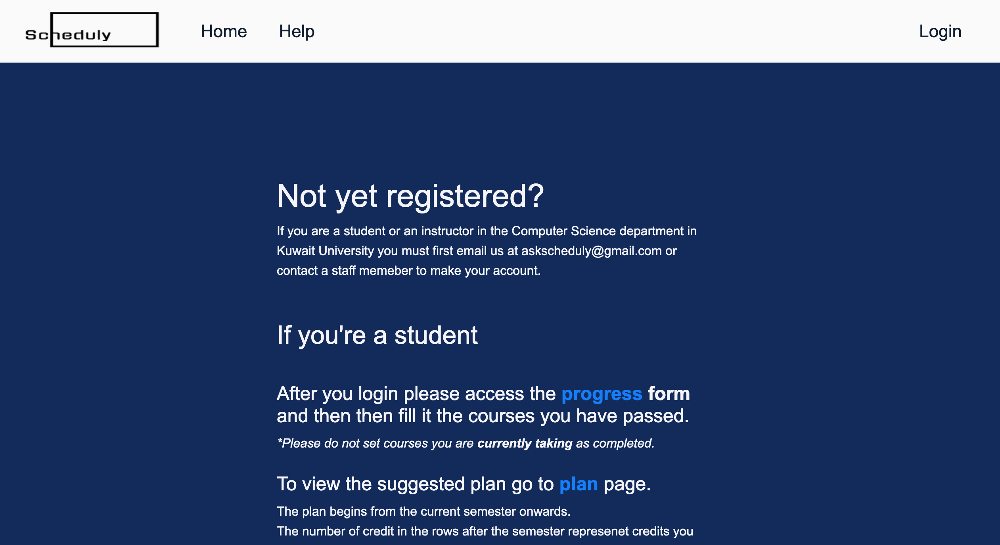 Scheduly
Home
Help
Login
Not yet registered?
If you are a student or an instructor in the Computer Science department in
Kuwait University you must first email us at askscheduly@gmail.com or
contact a staff memeber to make your account.
If you're a student
After you login please access the progress form
and then then fill it the courses you have passed.
*Please do not set courses you are currently taking as completed.
To view the suggested plan go to plan page.
The plan begins from the current semester onwards.
The number of credit in the rows after the semester represenet credits you